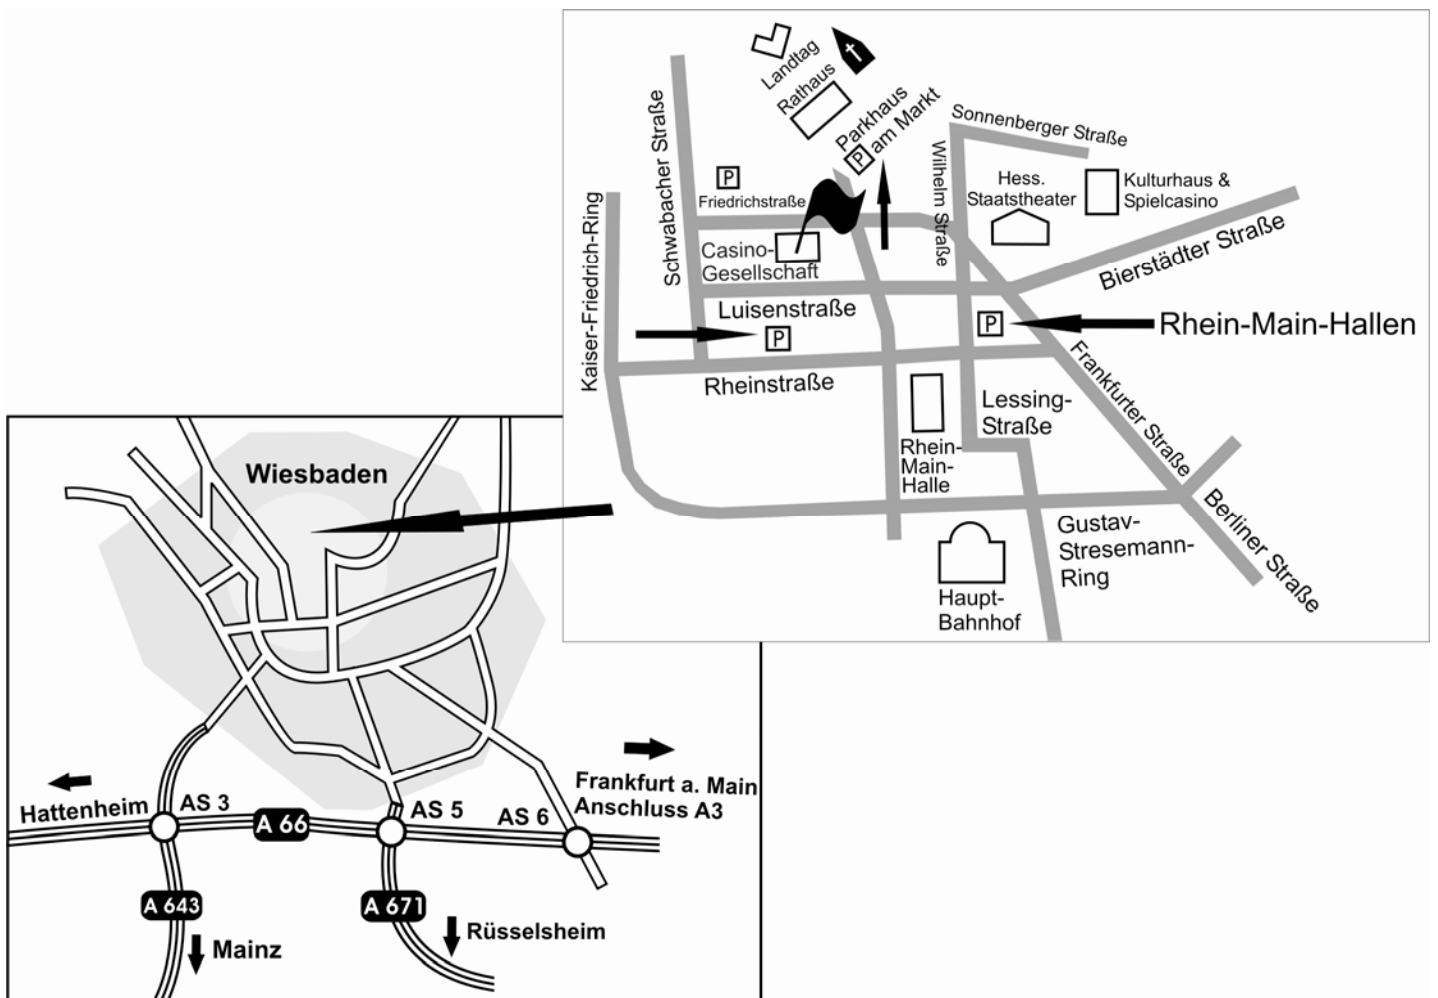 Landtag
Rathaus
Parkhaus
am Markt
P
Sonnenberger Straße
Wilhelm Straße
Hess.
Staatstheater
Kulturhaus &
Spielcasino
Bierstädter Straße
Schwabacher Straße
Kaiser-Friedrich-Ring
P
Friedrichstraße
Casino-
Gesellschaft
Luisenstraße
P
P
Rhein-Main-Hallen
Rheinstraße
Frankfurter Straße
Lessing-
Straße
Rhein-
Main-
Halle
Berliner Straße
Gustav-
Stresemann-
Ring
Haupt-
Bahnhof
Wiesbaden
Hattenheim
AS 3
A 66
AS 5
AS 6
Frankfurt a. Main
Anschluss A3
A 643
A 671
Mainz
Rüsselsheim